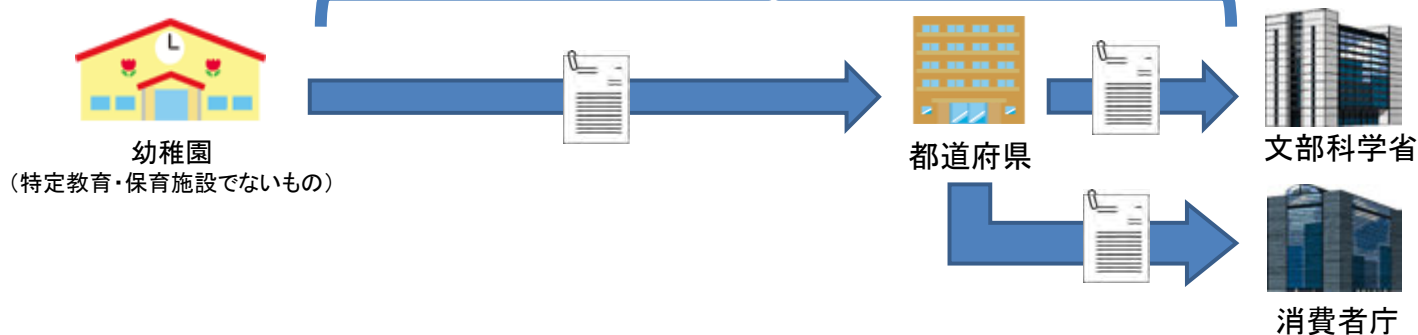 幼稚園
（特定教育・保育施設でないもの）
都道府県
文部科学省
消費者庁